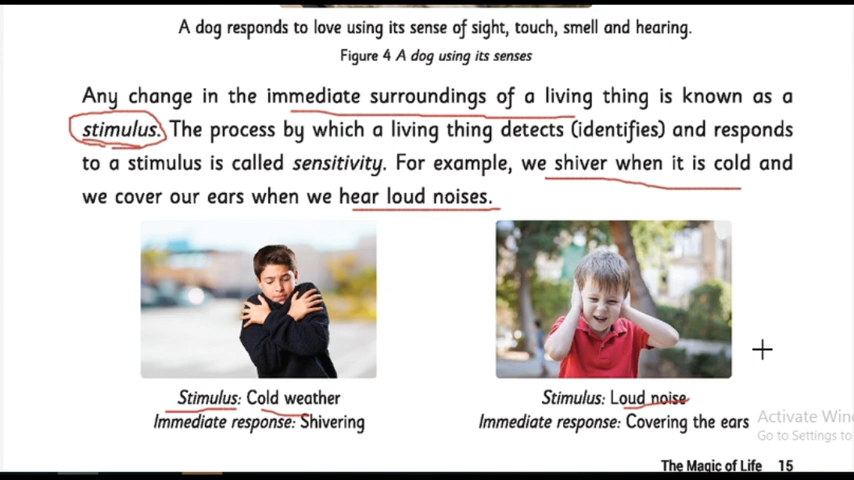 A dog responds to love using its sense of sight, touch, smell and hearing.
Figure 4 A dog using its senses
Any change in the immediate surroundings of a living thing is known as a
stimulus. The process by which a living thing detects (identifies) and responds
to a stimulus is called sensitivity. For example, we shiver when it is cold and
we cover our ears when we hear loud noises.
Stimulus: Cold weather
Immediate response: Shivering
Stimulus: Loud noise
Immediate response: Covering the ears
Activate Win
Go to Settings to
The Magic of Life 15